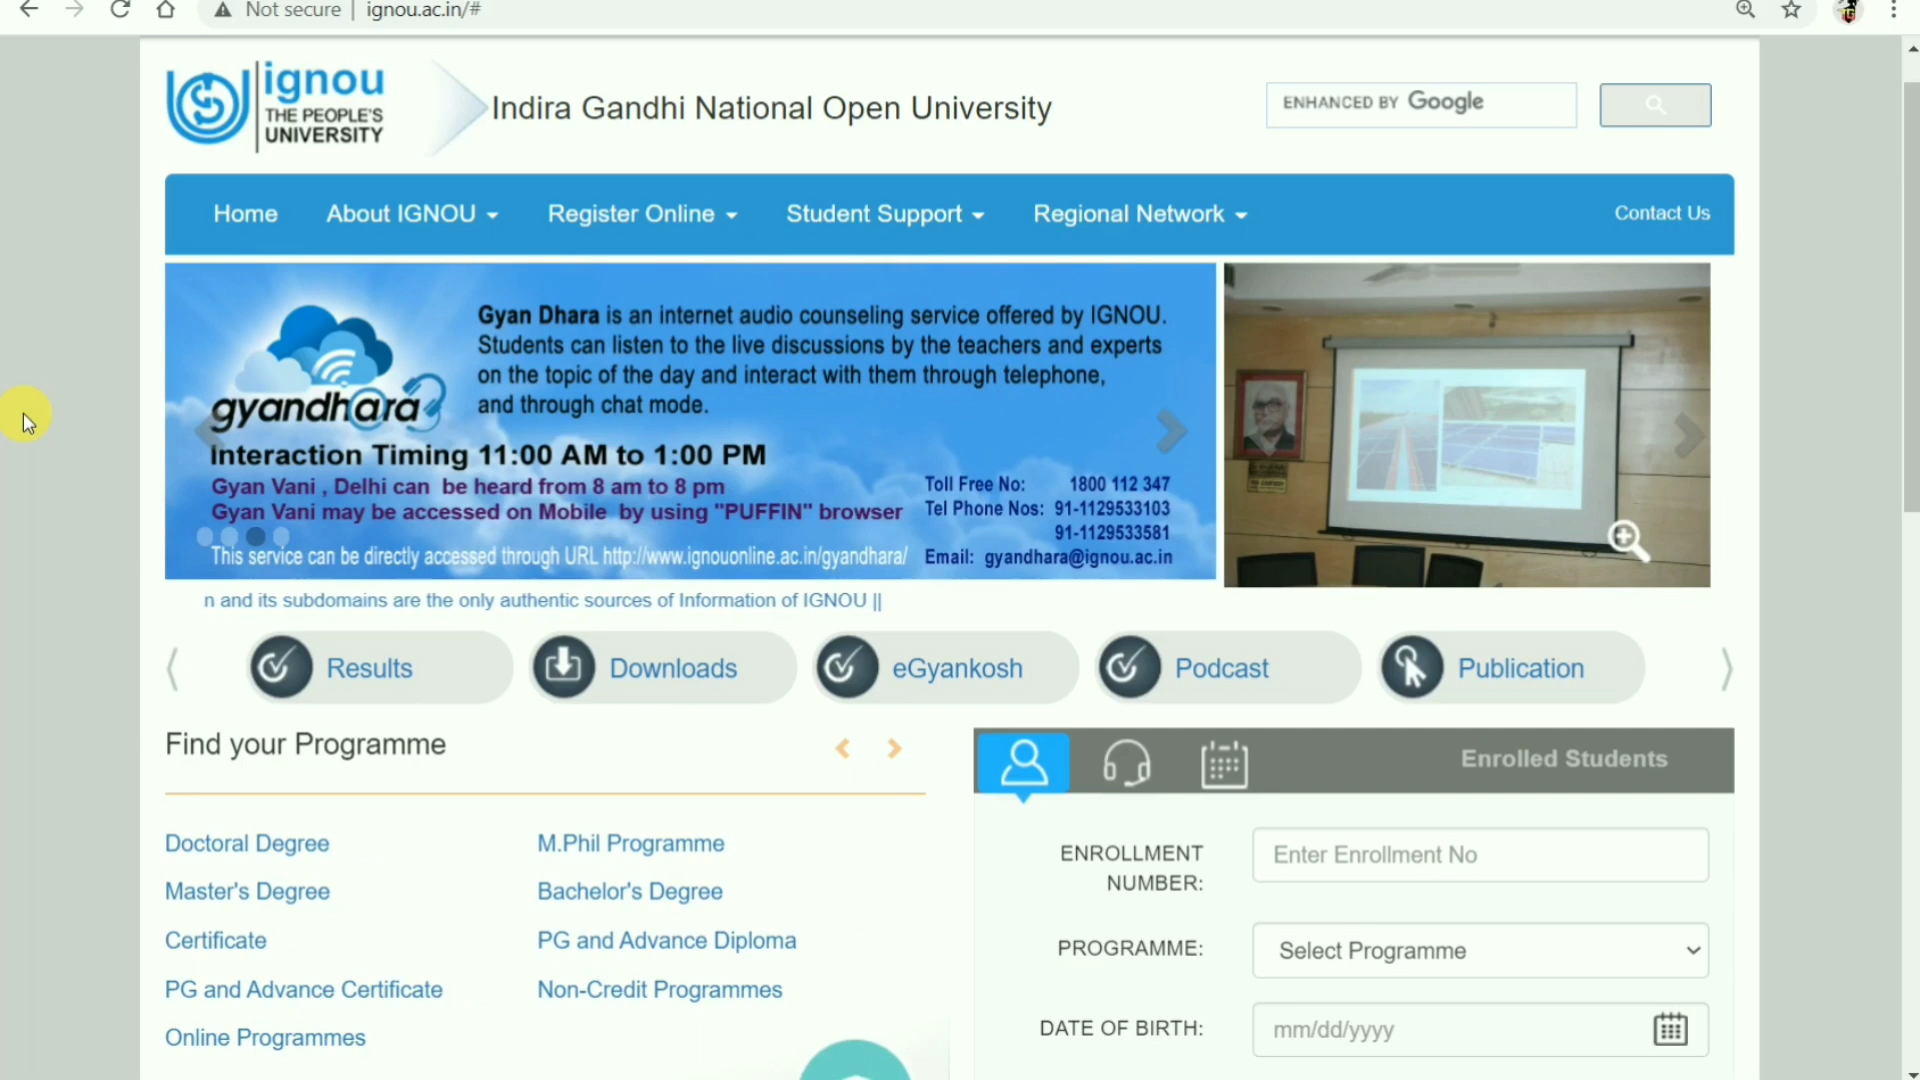 Not secure | ignou.ac.in/#
ignou
THE PEOPLE'S
UNIVERSITY
Indira Gandhi National Open University
ENHANCED BY Google
Home
About IGNOU
Register Online
Student Support
Regional Network
Contact Us
gyandhara
Gyan Dhara is an internet audio counseling service offered by IGNOU.
Students can listen to the live discussions by the teachers and experts
on the topic of the day and interact with them through telephone,
and through chat mode.
Interaction Timing 11:00 AM to 1:00 PM
Gyan Vani , Delhi can be heard from 8 am to 8 pm
Gyan Vani may be accessed on Mobile by using "PUFFIN" browser
This service can be directly accessed through URL http://www.ignouonline.ac.in/gyandhara/
Toll Free No: 1800 112 347
Tel Phone Nos: 91-1129533103
91-1129533581
Email: gyandhara@ignou.ac.in
n and its subdomains are the only authentic sources of Information of IGNOU ||
Results
Downloads
eGyankosh
Podcast
Publication
Find your Programme
Doctoral Degree
M.Phil Programme
Master's Degree
Bachelor's Degree
Certificate
PG and Advance Diploma
PG and Advance Certificate
Non-Credit Programmes
Online Programmes
Enrolled Students
ENROLLMENT
NUMBER:
Enter Enrollment No
PROGRAMME:
Select Programme
DATE OF BIRTH:
mm/dd/yyyy